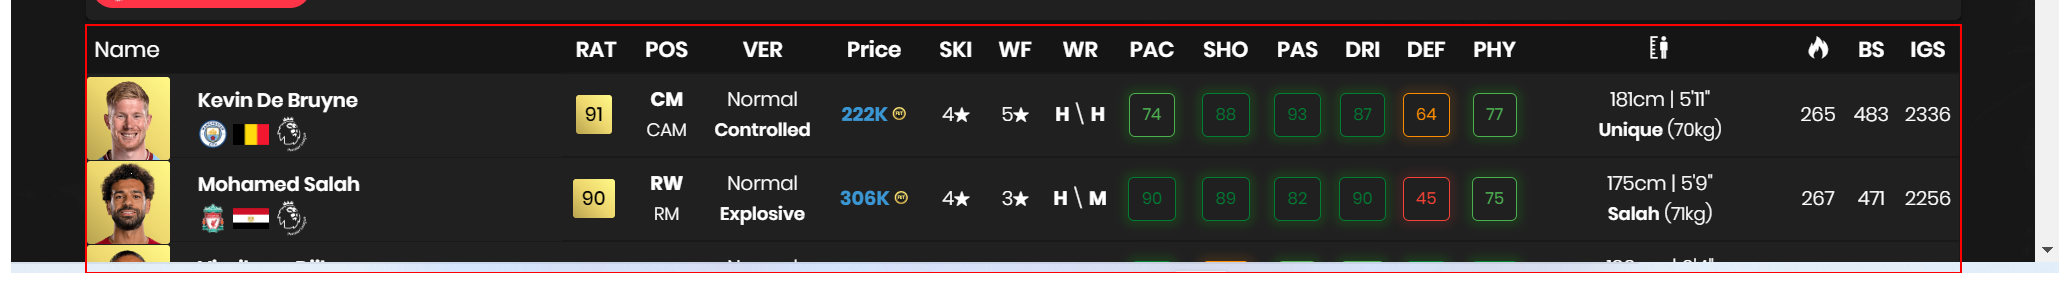 Name RAT POS VER Price SKI WF WR PAC SHO PAS DRI DEF PHY BS IGS
Kevin De Bruyne 91 CM Normal 222K 4★ 5★ H \ H 74 88 93 87 64 77 181cm | 5'11" 265 483 2336
CAM Controlled Unique (70kg)
Mohamed Salah 90 RW Normal 306K 4★ 3★ H \ M 90 89 82 90 45 75 175cm | 5'9" 267 471 2256
RM Explosive Salah (71kg)